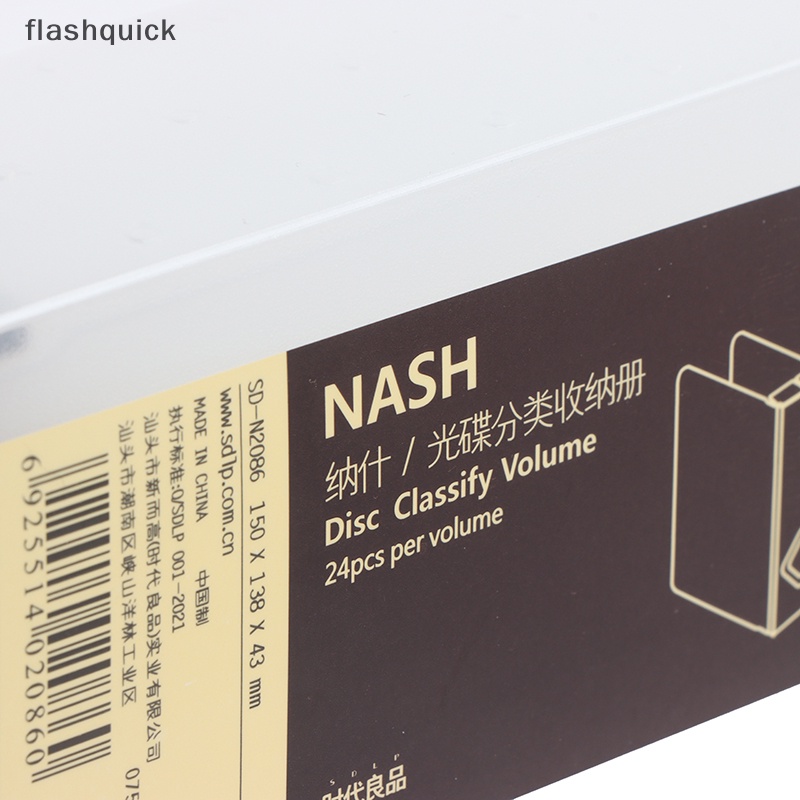 flashquick
NASH
纳什 / 光碟分类收纳册
Disc Classify Volume
24pcs per volume
SDLP
时代良品
SD-N2086 150 X 138 X 43 mm
www.sdlp.com.cn
MADE IN CHINA 中国制
执行标准:Q/SDLP 001-2021
汕头市新而高(时代良品)实业有限公司
汕头市潮南区峡山洋林工业区
075
6925514020860